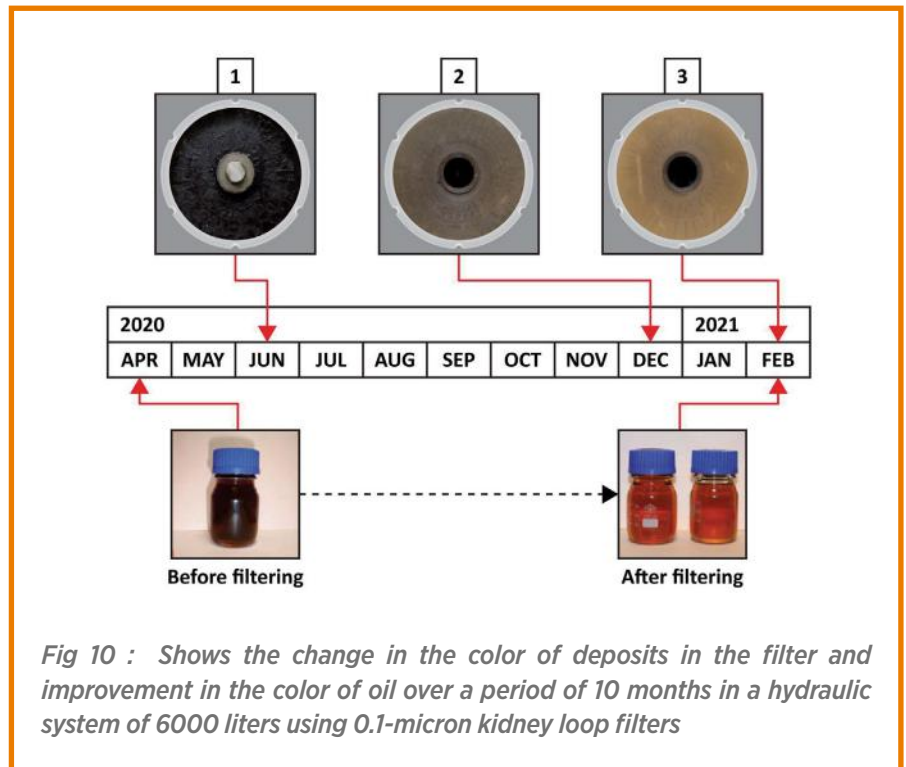 1
2
3
2020
2021
APR MAY JUN JUL AUG SEP OCT NOV DEC JAN FEB
Before filtering
After filtering
Fig 10 : Shows the change in the color of deposits in the filter and
improvement in the color of oil over a period of 10 months in a hydraulic
system of 6000 liters using 0.1-micron kidney loop filters